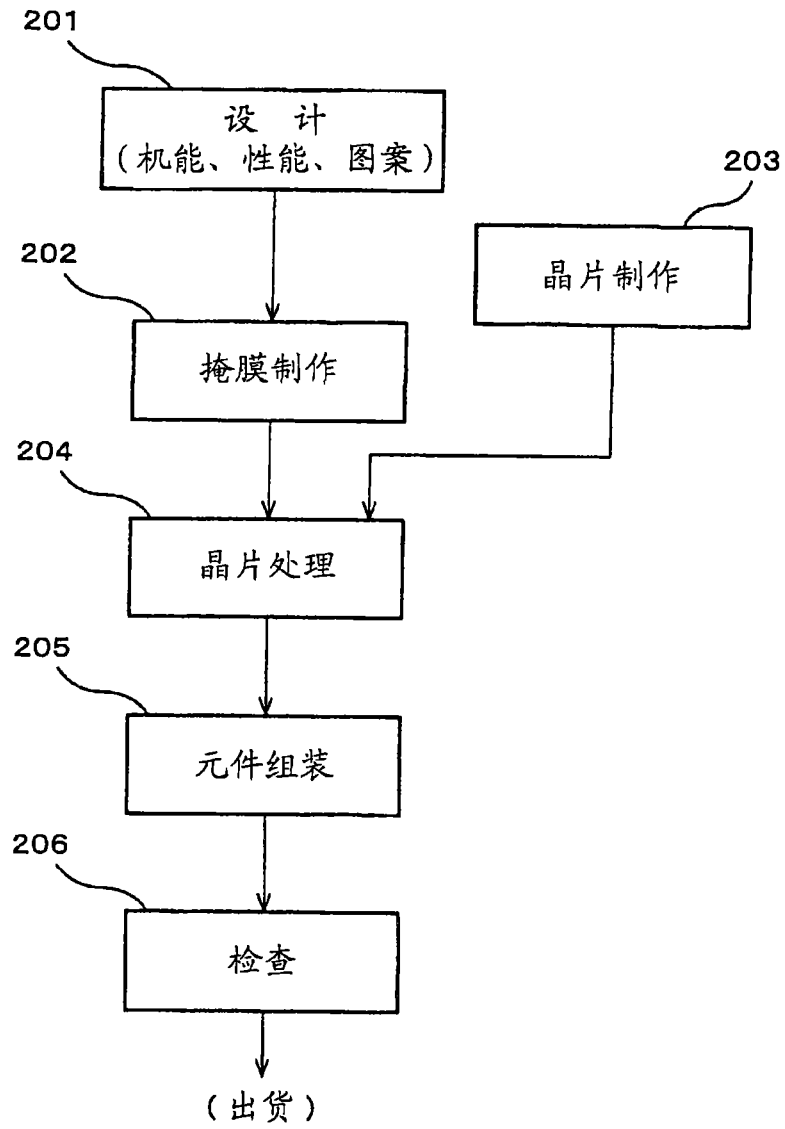 201
设 计
(机能、性能、图案)
203
晶片制作
202
掩膜制作
204
晶片处理
205
元件组装
206
检查
(出货)